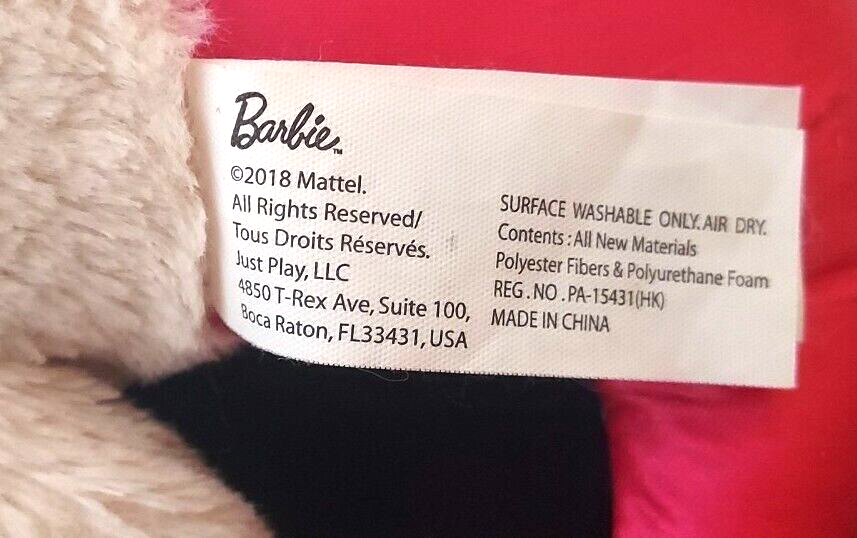 Barbie™
©2018 Mattel.
All Rights Reserved/
Tous Droits Réservés.
Just Play, LLC
4850 T-Rex Ave, Suite 100,
Boca Raton, FL33431, USA
SURFACE WASHABLE ONLY. AIR DRY.
Contents : All New Materials
Polyester Fibers & Polyurethane Foam
REG. NO. PA-15431(HK)
MADE IN CHINA